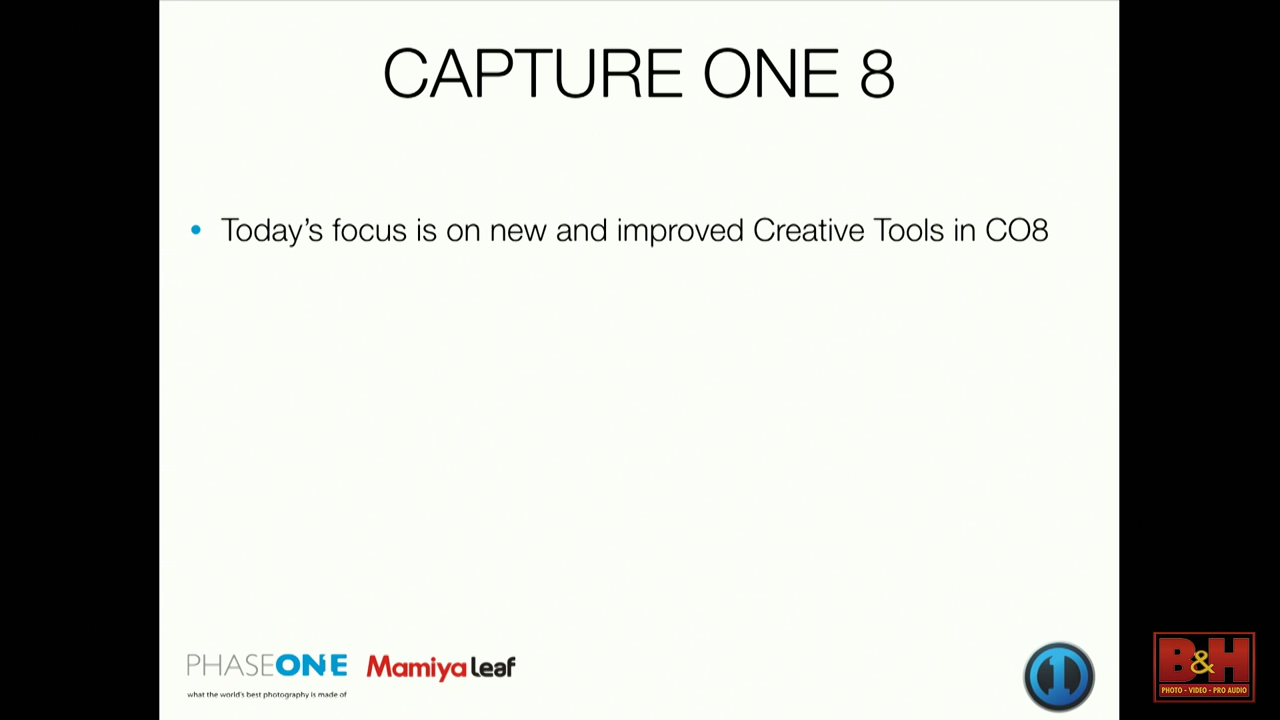 CAPTURE ONE 8
• Today's focus is on new and improved Creative Tools in CO8
PHASEONE Mamiya Leaf
what the world's best photography is made of
1
B&H
PHOTO - VIDEO - PRO AUDIO